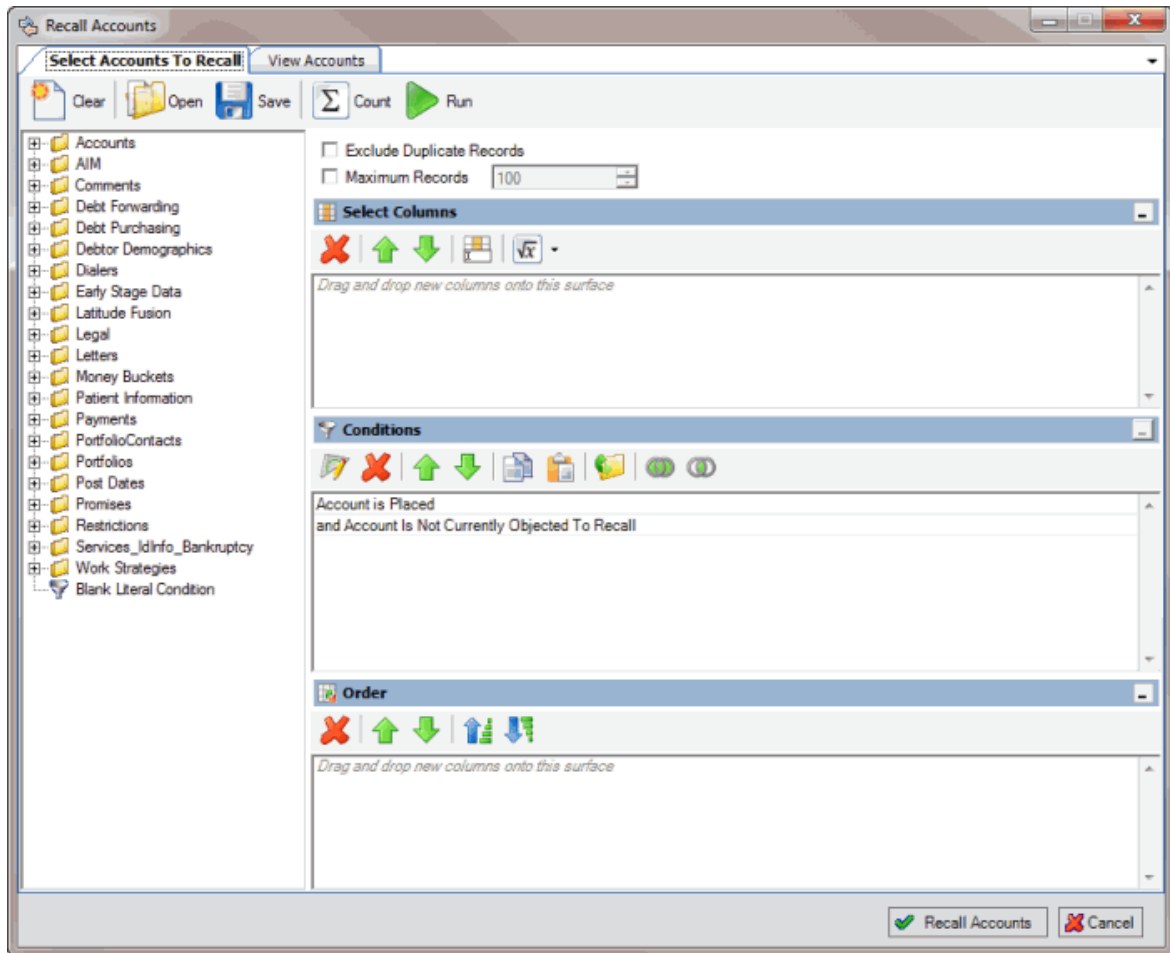 Recall Accounts
Select Accounts To Recall View Accounts
Clear Open Save Σ Count Run
Accounts
AIM
Comments
Debt Forwarding
Debt Purchasing
Debtor Demographics
Dialers
Early Stage Data
Latitude Fusion
Legal
Letters
Money Buckets
Patient Information
Payments
PortfolioContacts
Portfolios
Post Dates
Promises
Restrictions
Services_IdInfo_Bankruptcy
Work Strategies
Blank Literal Condition
Exclude Duplicate Records
Maximum Records 100
Select Columns
√x
Drag and drop new columns onto this surface
Conditions
Account is Placed
and Account Is Not Currently Objected To Recall
Order
Drag and drop new columns onto this surface
Recall Accounts Cancel